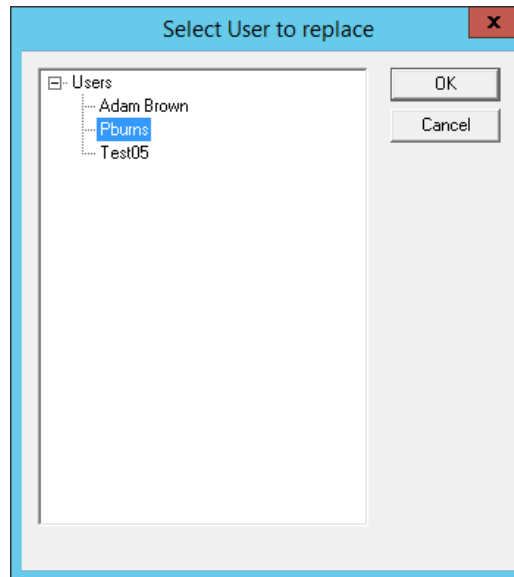 Select User to replace
x
Users
Adam Brown
Pburns
Test05
OK
Cancel